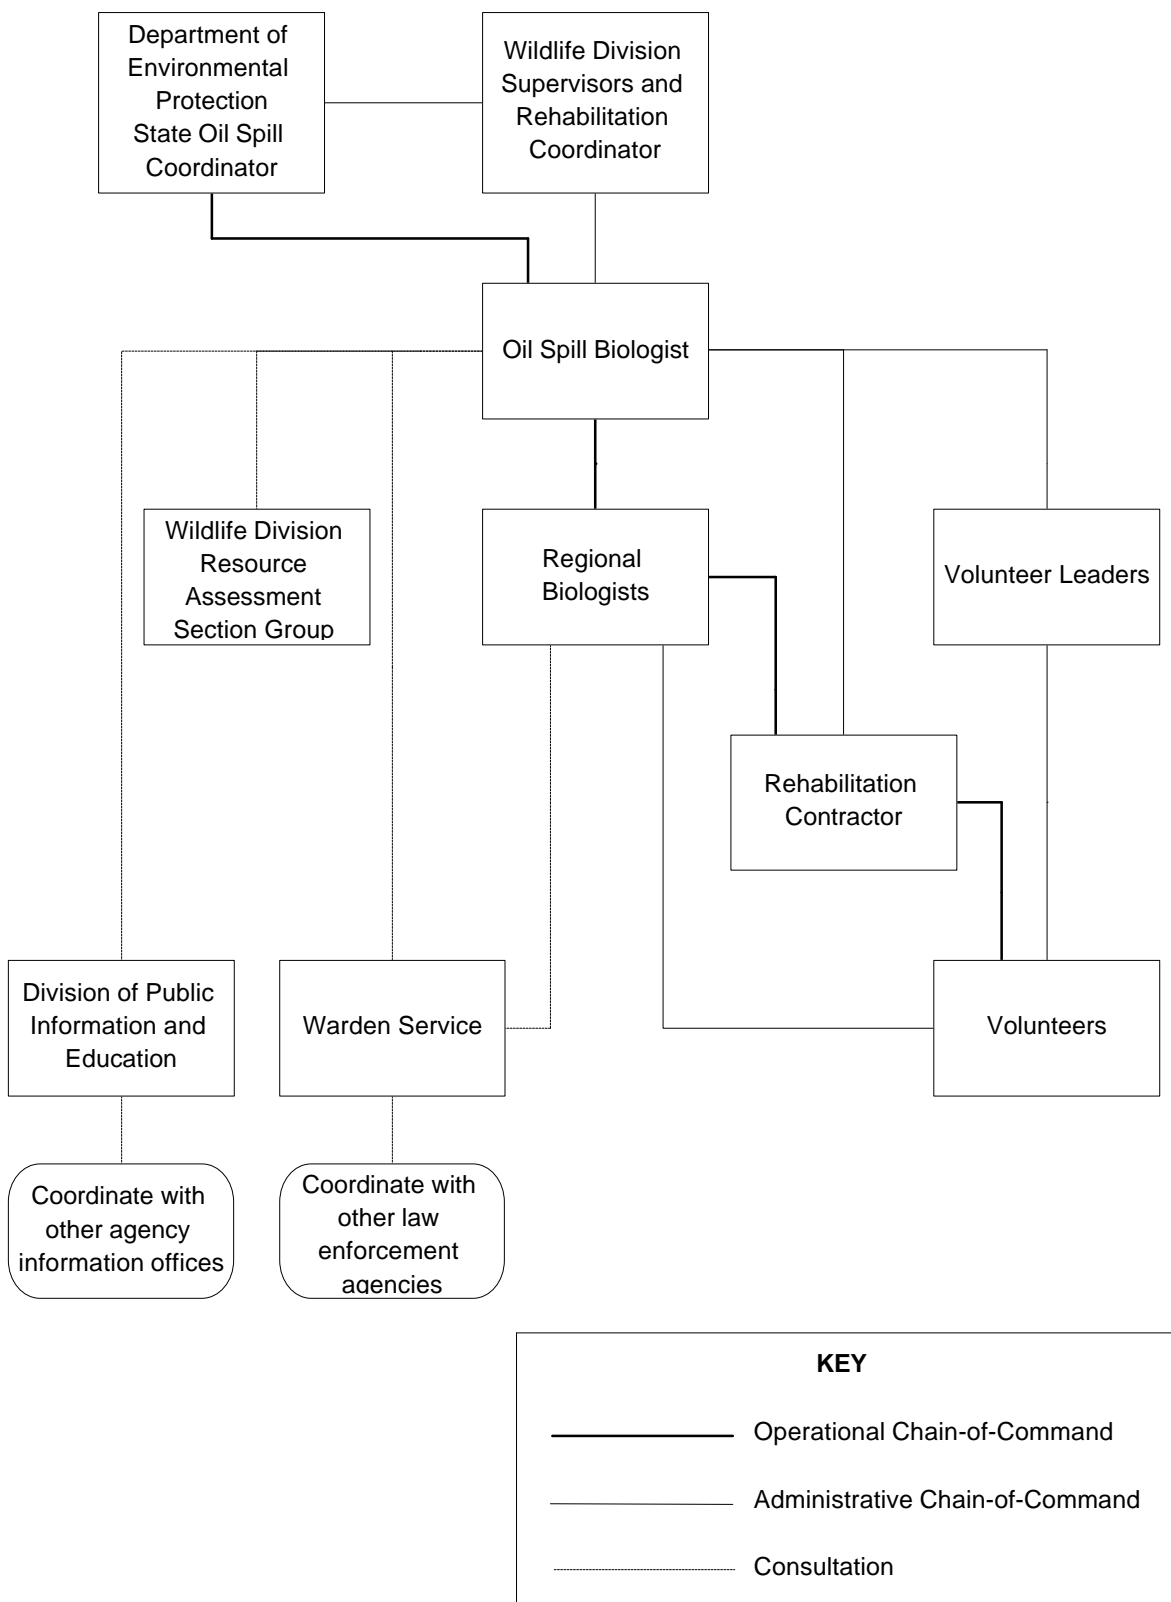 Department of
Environmental
Protection
State Oil Spill
Coordinator
Wildlife Division
Supervisors and
Rehabilitation
Coordinator
Oil Spill Biologist
Wildlife Division
Resource
Assessment
Section Group
Regional
Biologists
Volunteer Leaders
Rehabilitation
Contractor
Division of Public
Information and
Education
Warden Service
Volunteers
Coordinate with
other agency
information offices
Coordinate with
other law
enforcement
agencies
KEY
Operational Chain-of-Command
Administrative Chain-of-Command
Consultation